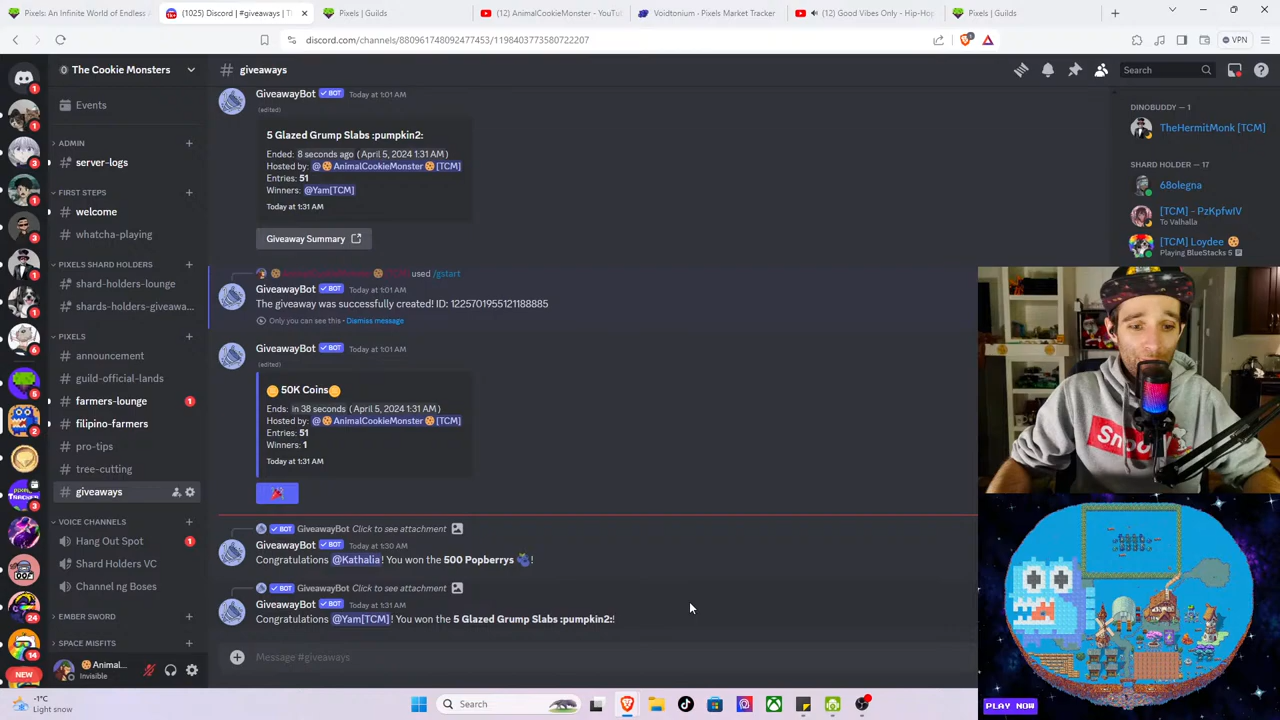 Pixels: An Infinity World of Endless
(1025) Discord | #giveaways | T
Pixels | Guilds
(12) AnimalCookieMonster - YouTu
Voidtonium - Pixels Market Tracker
(12) Good Vibes Only - Hip-Hop
Pixels | Guilds
discord.com/channels/880961748092477453/1198403773580722207
VPN
The Cookie Monsters
# giveaways
Search
Events
ADMIN
server-logs
FIRST STEPS
welcome
whatcha-playing
PIXELS SHARD HOLDERS
shard-holders-lounge
shards-holders-giveawa...
PIXELS
announcement
guild-official-lands
farmers-lounge 1
filipino-farmers
pro-tips
tree-cutting
giveaways
VOICE CHANNELS
Hang Out Spot 1
Shard Holders VC
Channel ng Boses
EMBER SWORD
SPACE MISFITS
Animal...
Invisible
NEW
GiveawayBot BOT Today at 1:01 AM
(edited)
5 Glazed Grump Slabs :pumpkin2:
Ended: 8 seconds ago (April 5, 2024 1:31 AM)
Hosted by: @AnimalCookieMonster [TCM]
Entries: 51
Winners: @Yam[TCM]
Today at 1:31 AM
Giveaway Summary
used /gstart
GiveawayBot BOT Today at 1:01 AM
The giveaway was successfully created! ID: 1225701955121188885
Only you can see this • Dismiss message
GiveawayBot BOT Today at 1:01 AM
(edited)
50K Coins
Ends: in 38 seconds (April 5, 2024 1:31 AM)
Hosted by: @AnimalCookieMonster [TCM]
Entries: 51
Winners: 1
Today at 1:31 AM
BOT GiveawayBot Click to see attachment
GiveawayBot BOT Today at 1:30 AM
Congratulations @Kathalia! You won the 500 Popberrys !
BOT GiveawayBot Click to see attachment
GiveawayBot BOT Today at 1:31 AM
Congratulations @Yam[TCM]! You won the 5 Glazed Grump Slabs :pumpkin2:!
Message #giveaways
DINOBUDDY — 1
TheHermitMonk [TCM]
SHARD HOLDER — 17
68olegna
[TCM] - PzKpfwIV
To Valhalla
[TCM] Loydee
Playing BlueStacks 5
PLAY NOW
-1°C
Light snow
Search